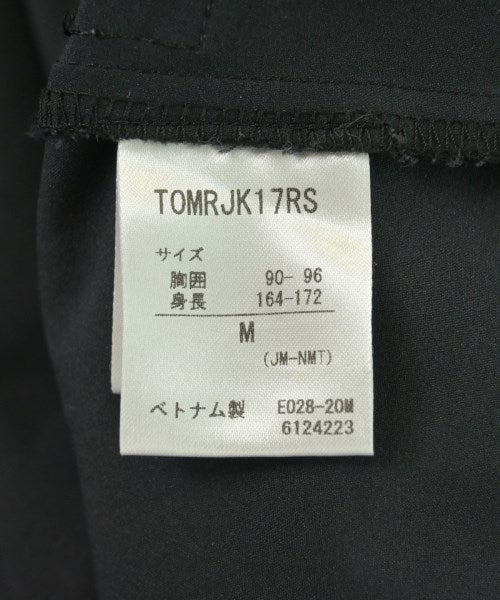 TOMRJK17RS
サイズ
胸囲 90- 96
身長 164-172
M
(JM-NMT)
ベトナム製 E028-20M
6124223